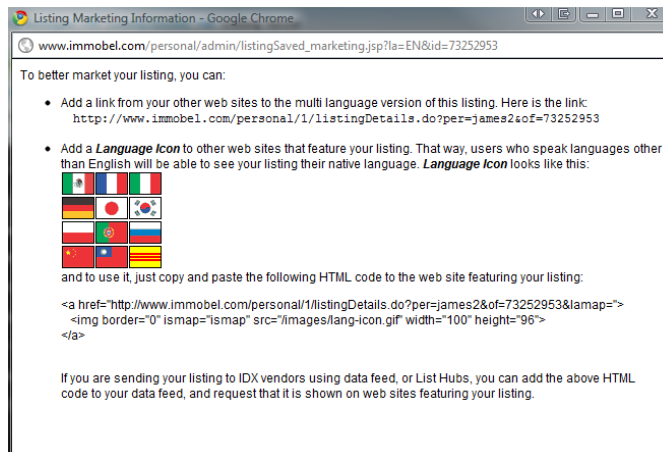 Listing Marketing Information - Google Chrome
www.immobel.com/personal/admin/listingSaved_marketing.jsp?la=EN&id=73252953
To better market your listing, you can:
• Add a link from your other web sites to the multi language version of this listing. Here is the link:
http://www.immobel.com/personal/1/listingDetails.do?per=james2&of=73252953
• Add a Language Icon to other web sites that feature your listing. That way, users who speak languages other
than English will be able to see your listing their native language. Language Icon looks like this:
and to use it, just copy and paste the following HTML code to the web site featuring your listing:
<a href="http://www.immobel.com/personal/1/listingDetails.do?per=james2&of=73252953&lamap=">
<img border="0" ismap="ismap" src="/images/lang-icon.gif" width="100" height="96">
</a>
If you are sending your listing to IDX vendors using data feed, or List Hubs, you can add the above HTML
code to your data feed, and request that it is shown on web sites featuring your listing.